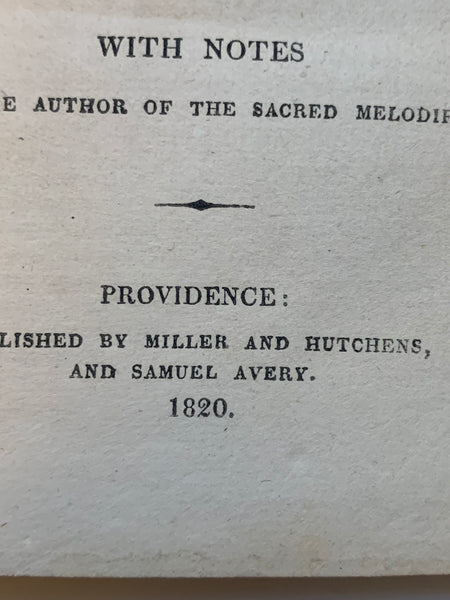 WITH NOTES
E AUTHOR OF THE SACRED MELODIE
PROVIDENCE:
LISHED BY MILLER AND HUTCHENS,
AND SAMUEL AVERY.
1820.